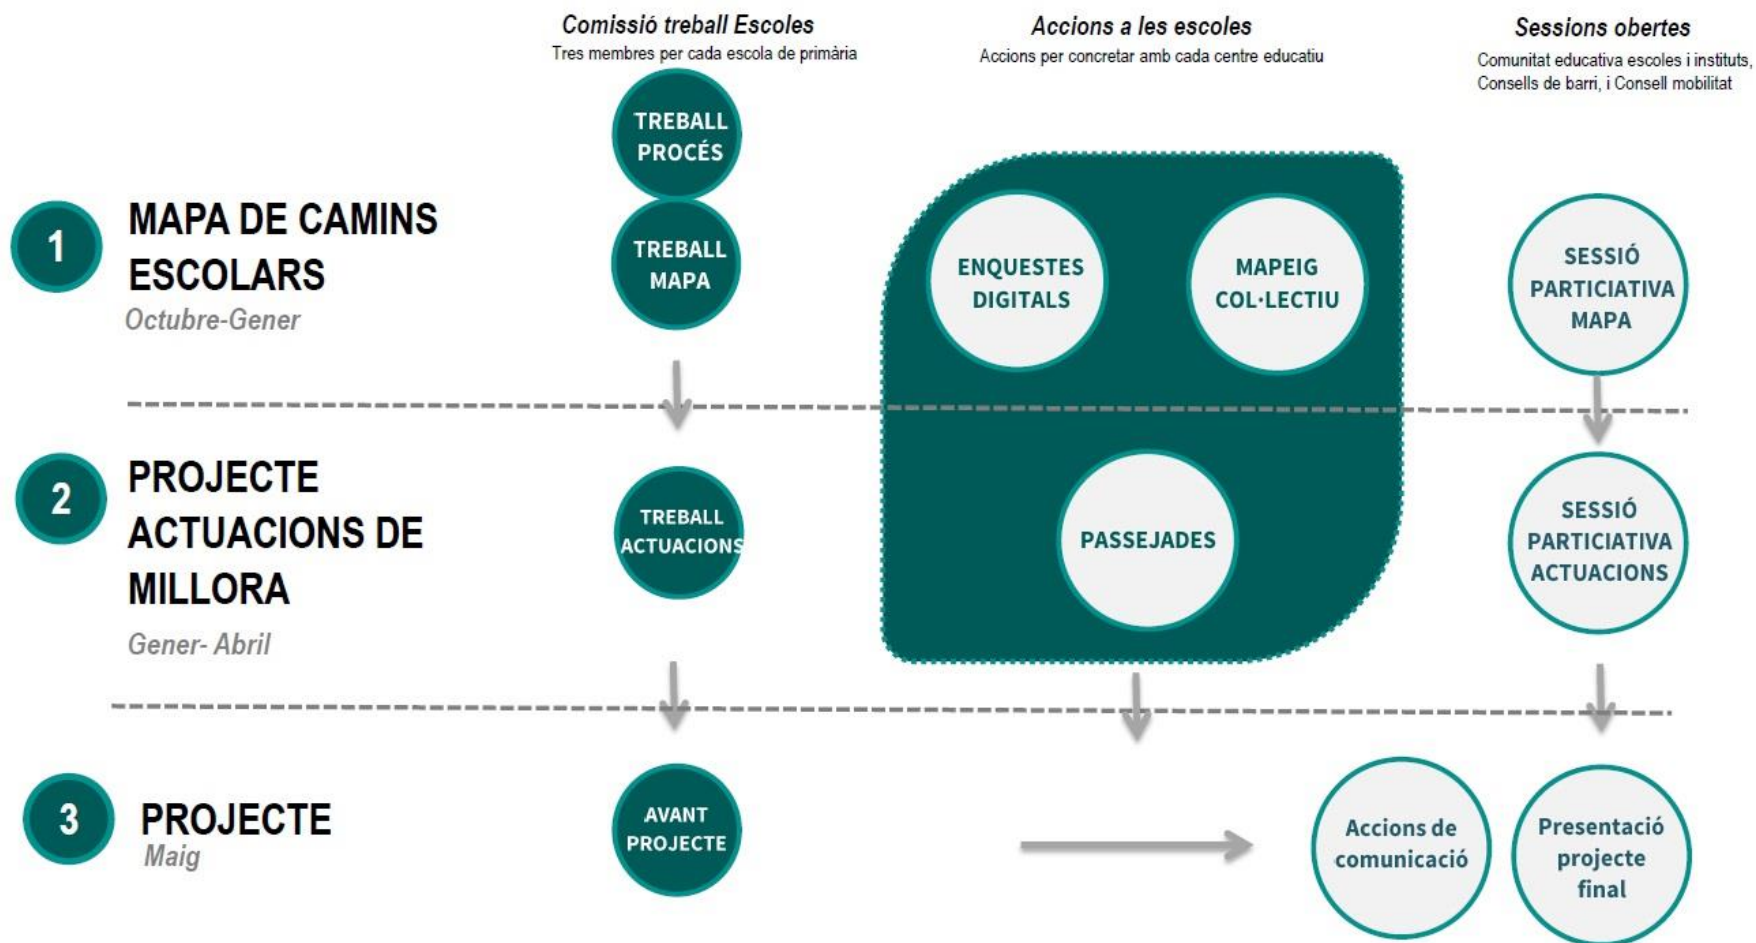 Comissió treball Escoles
Tres membres per cada escola de primària
Accions a les escoles
Accions per concretar amb cada centre educatiu
Sessions obertes
Comunitat educativa escoles i instituts,
Consells de barri, i Consell mobilitat
1
MAPA DE CAMINS
ESCOLARS
Octubre-Gener
TREBALL
PROCÉS
TREBALL
MAPA
ENQUESTES
DIGITALS
MAPEIG
COL·LECTIU
SESSIÓ
PARTICIATIVA
MAPA
2
PROJECTE
ACTUACIONS DE
MILLORA
Gener- Abril
TREBALL
ACTUACIONS
PASSEJADES
SESSIÓ
PARTICIATIVA
ACTUACIONS
3
PROJECTE
Maig
AVANT
PROJECTE
Accions de
comunicació
Presentació
projecte
final